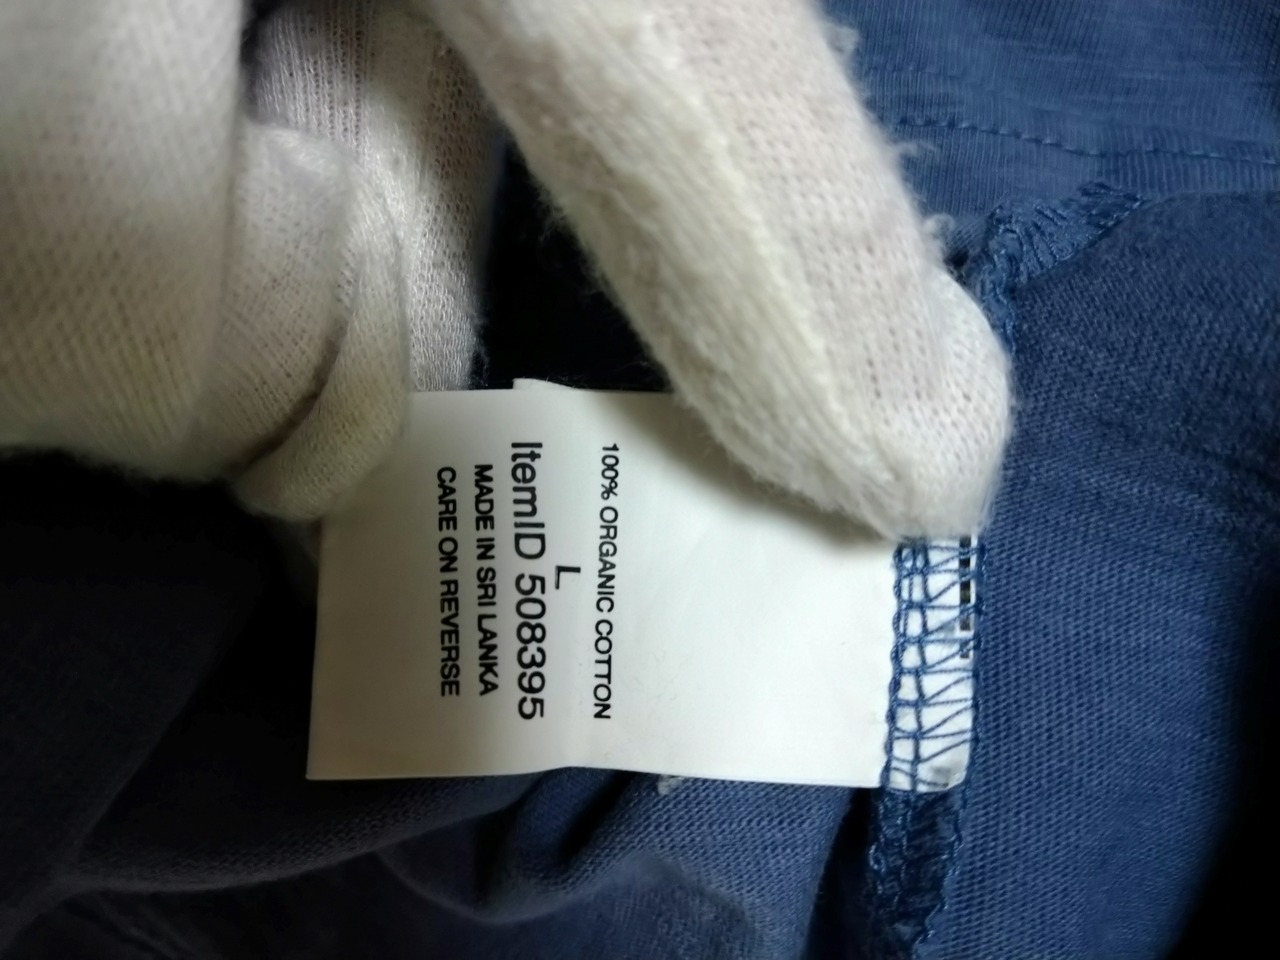 100% ORGANIC COTTON
L
ItemID 508395
MADE IN SRI LANKA
CARE ON REVERSE